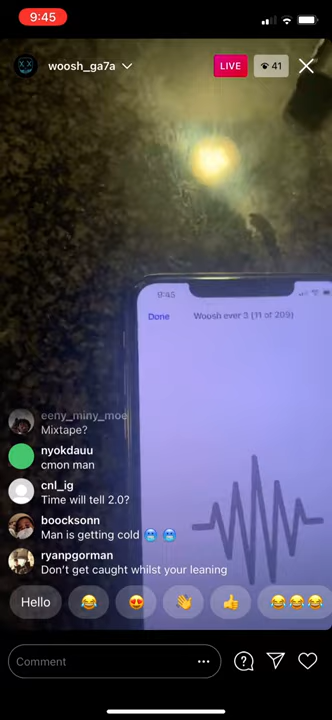 9:45
woosh_ga7a
LIVE
41
9:45
Done Woosh ever 3 (11 of 209)
eeny_miny_moe
Mixtape?
nyokdauu
cmon man
cnl_ig
Time will tell 2.0?
boocksonn
Man is getting cold 🥶 🥶
ryanpgorman
Don't get caught whilst your leaning
Hello 😂 😍 👋 👍 😂😂😂
Comment